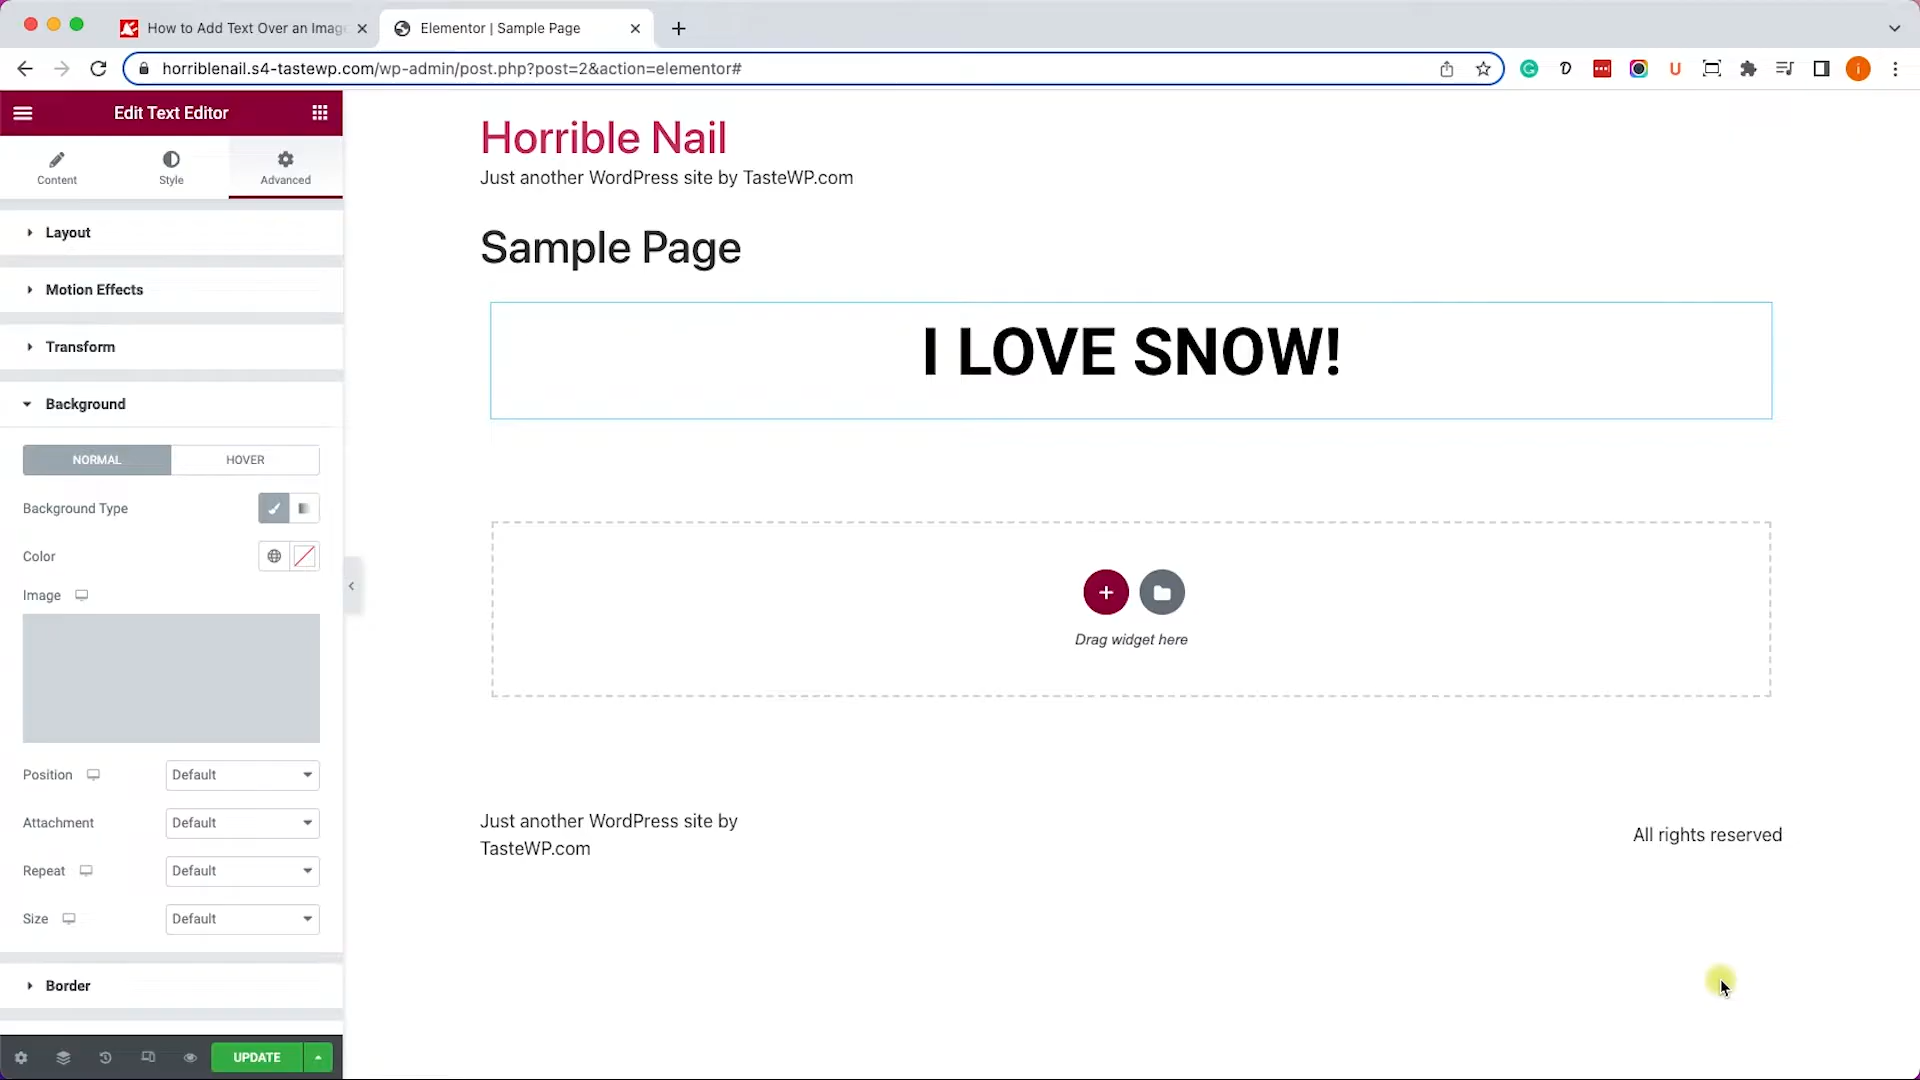 How to Add Text Over an Imag
Elementor | Sample Page
horriblenail.s4-tastewp.com/wp-admin/post.php?post=2&action=elementor#
Edit Text Editor
Content
Style
Advanced
Layout
Motion Effects
Transform
Background
NORMAL
HOVER
Background Type
Color
Image
Position
Default
Attachment
Default
Repeat
Default
Size
Default
Border
UPDATE
Horrible Nail
Just another WordPress site by TasteWP.com
Sample Page
I LOVE SNOW!
Drag widget here
Just another WordPress site by
TasteWP.com
All rights reserved